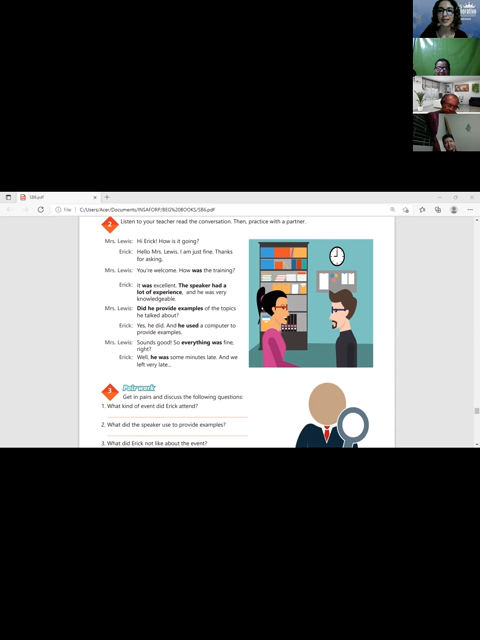 SB6.pdf
File
C:/Users/Acer/Documents/INSAFORP/BEG%20BOOKS/SB6.pdf
2 Listen to your teacher read the conversation. Then, practice with a partner.
Mrs. Lewis: Hi Erick! How is it going?
Erick: Hello Mrs. Lewis. I am just fine. Thanks
for asking.
Mrs. Lewis: You're welcome. How was the training?
Erick: It was excellent. The speaker had a
lot of experience, and he was very
knowledgeable.
Mrs. Lewis: Did he provide examples of the topics
he talked about?
Erick: Yes, he did. And he used a computer to
provide examples.
Mrs. Lewis: Sounds good! So everything was fine,
right?
Erick: Well, he was some minutes late. And we
left very late...
3 Pair work
Get in pairs and discuss the following questions:
1. What kind of event did Erick attend?
2. What did the speaker use to provide examples?
3. What did Erick not like about the event?